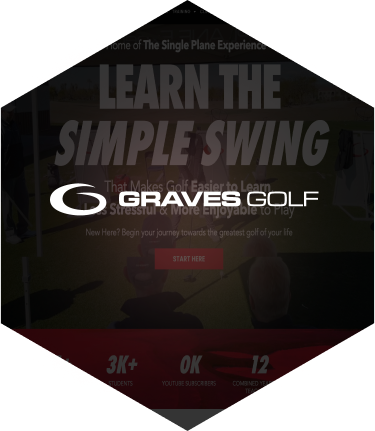 Home of The Single Plane Experience
LEARN THE
SIMPLE SWING
That Makes Golf Easier to Learn
GRAVES GOLF
Less Stressful & More Enjoyable to Play
New Here? Begin your journey towards the greatest golf of your life
START HERE
3K+
0K
12
STUDENTS
YOUTUBE SUBSCRIBERS
COMBINED